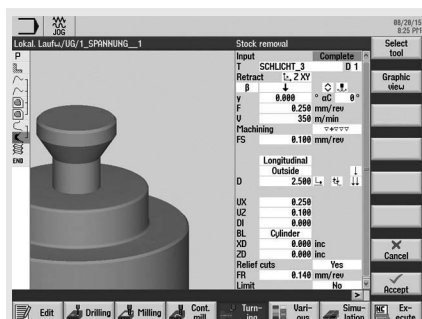 JOG
08/20/15
8:25 PM
Lokal. Laufw/UG/1_SPANNUNG__1
Stock removal
Select tool
P
END
Input Complete
T SCHLICHT_3 D 1
Retract Z XY
β
γ 0.000 ° αC 0°
F 0.250 mm/rev
V 350 m/min
Machining ▽+▽▽▽
FS 0.100 mm/rev
Longitudinal
Outside
D 2.500
UX 0.250
UZ 0.100
DI 0.000
BL Cylinder
XD 0.000 inc
ZD 0.000 inc
Relief cuts Yes
FR 0.140 mm/rev
Limit No
>
Graphic view
Cancel
Accept
Edit
Drilling
Milling
Cont. mill.
Turn- ing
Vari- ous
Simu- lation
NC Ex- ecute